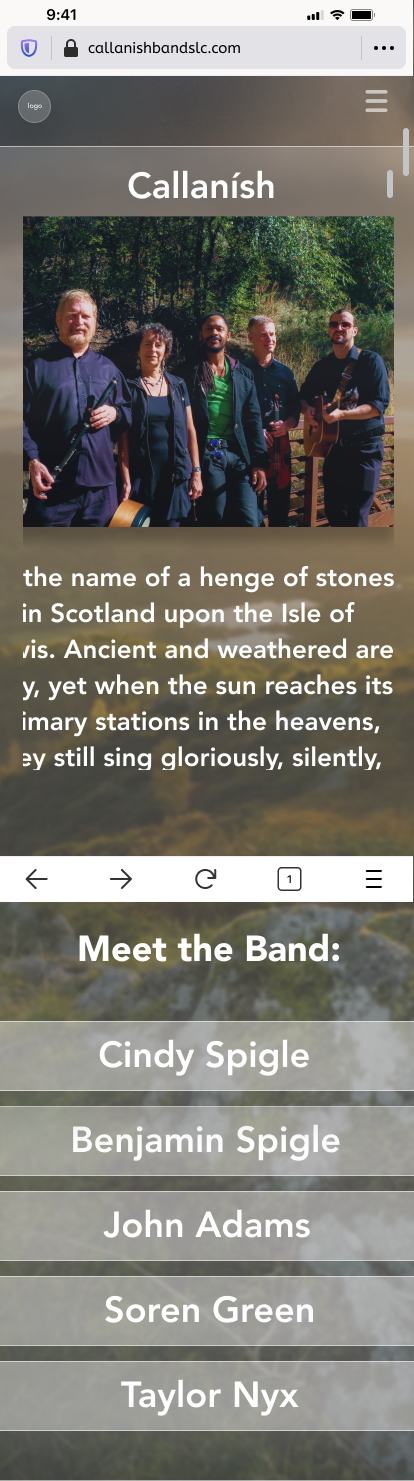 9:41
callanishbandslc.com
logo
Callanísh
the name of a henge of stones
in Scotland upon the Isle of
vis. Ancient and weathered are
y, yet when the sun reaches its
imary stations in the heavens,
ey still sing gloriously, silently,
1
Meet the Band:
Cindy Spigle
Benjamin Spigle
John Adams
Soren Green
Taylor Nyx